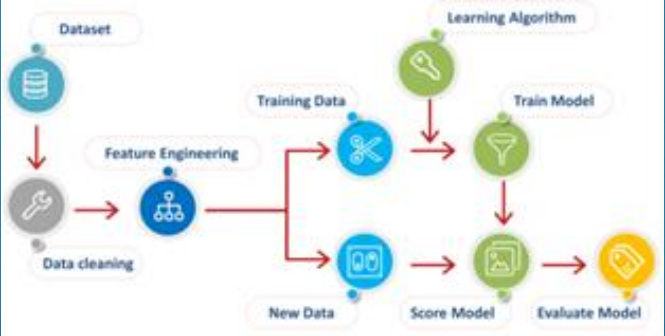 Learning Algorithm
Dataset
Training Data
Train Model
Feature Engineering
Data cleaning
New Data
Score Model
Evaluate Model